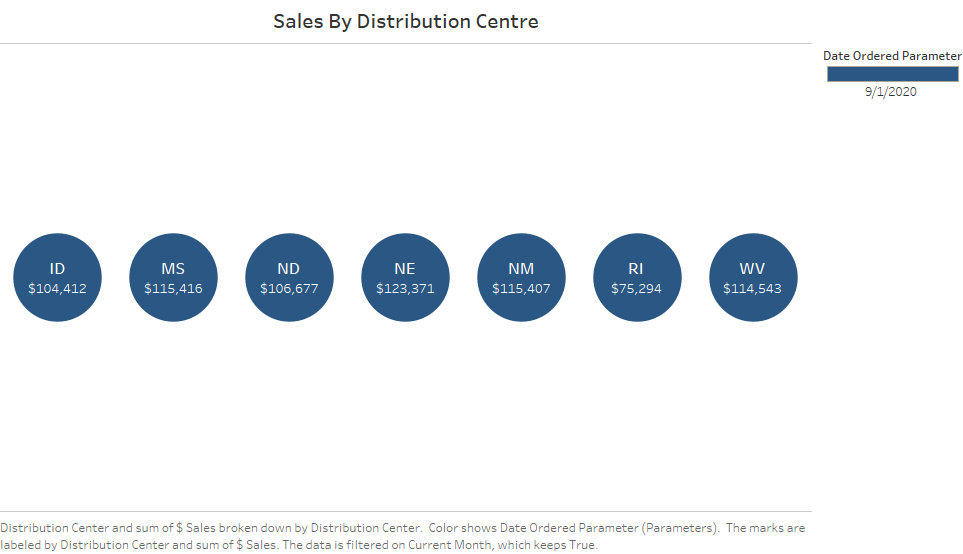 Sales By Distribution Centre
Date Ordered Parameter
9/1/2020
ID
$104,412
MS
$115,416
ND
$106,677
NE
$123,371
NM
$115,407
RI
$75,294
WV
$114,543
Distribution Center and sum of $ Sales broken down by Distribution Center.  Color shows Date Ordered Parameter (Parameters).  The marks are
labeled by Distribution Center and sum of $ Sales. The data is filtered on Current Month, which keeps True.